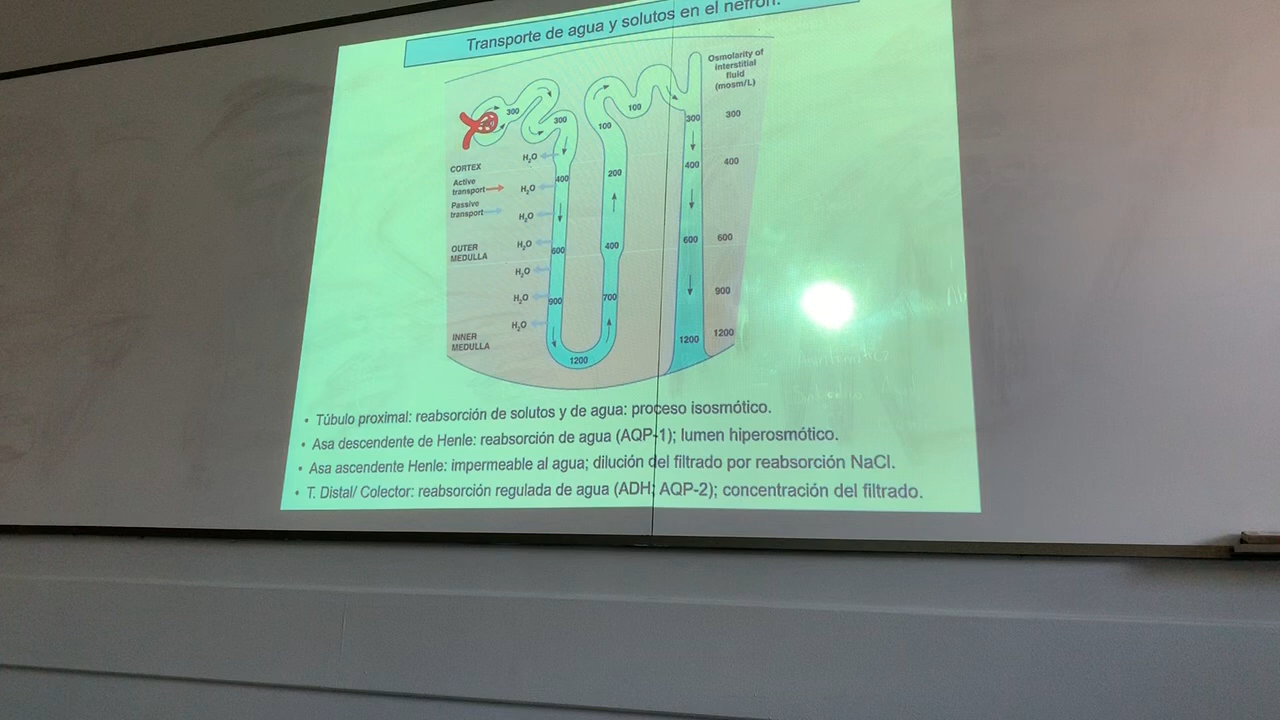 Transporte de agua y solutos en el nefrón.
Osmolarity of
interstitial
fluid
(mosm/L)
300
300
100
100
300
300
CORTEX
H₂O
Active
transport
400
200
400
400
H₂O
Passive
transport
H₂O
OUTER
MEDULLA
H₂O
600
400
600
600
H₂O
H₂O
900
700
900
H₂O
INNER
MEDULLA
1200
1200
1200
• Túbulo proximal: reabsorción de solutos y de agua: proceso isosmótico.
• Asa descendente de Henle: reabsorción de agua (AQP-1); lumen hiperosmótico.
• Asa ascendente Henle: impermeable al agua; dilución del filtrado por reabsorción NaCl.
• T. Distal/ Colector: reabsorción regulada de agua (ADH; AQP-2); concentración del filtrado.